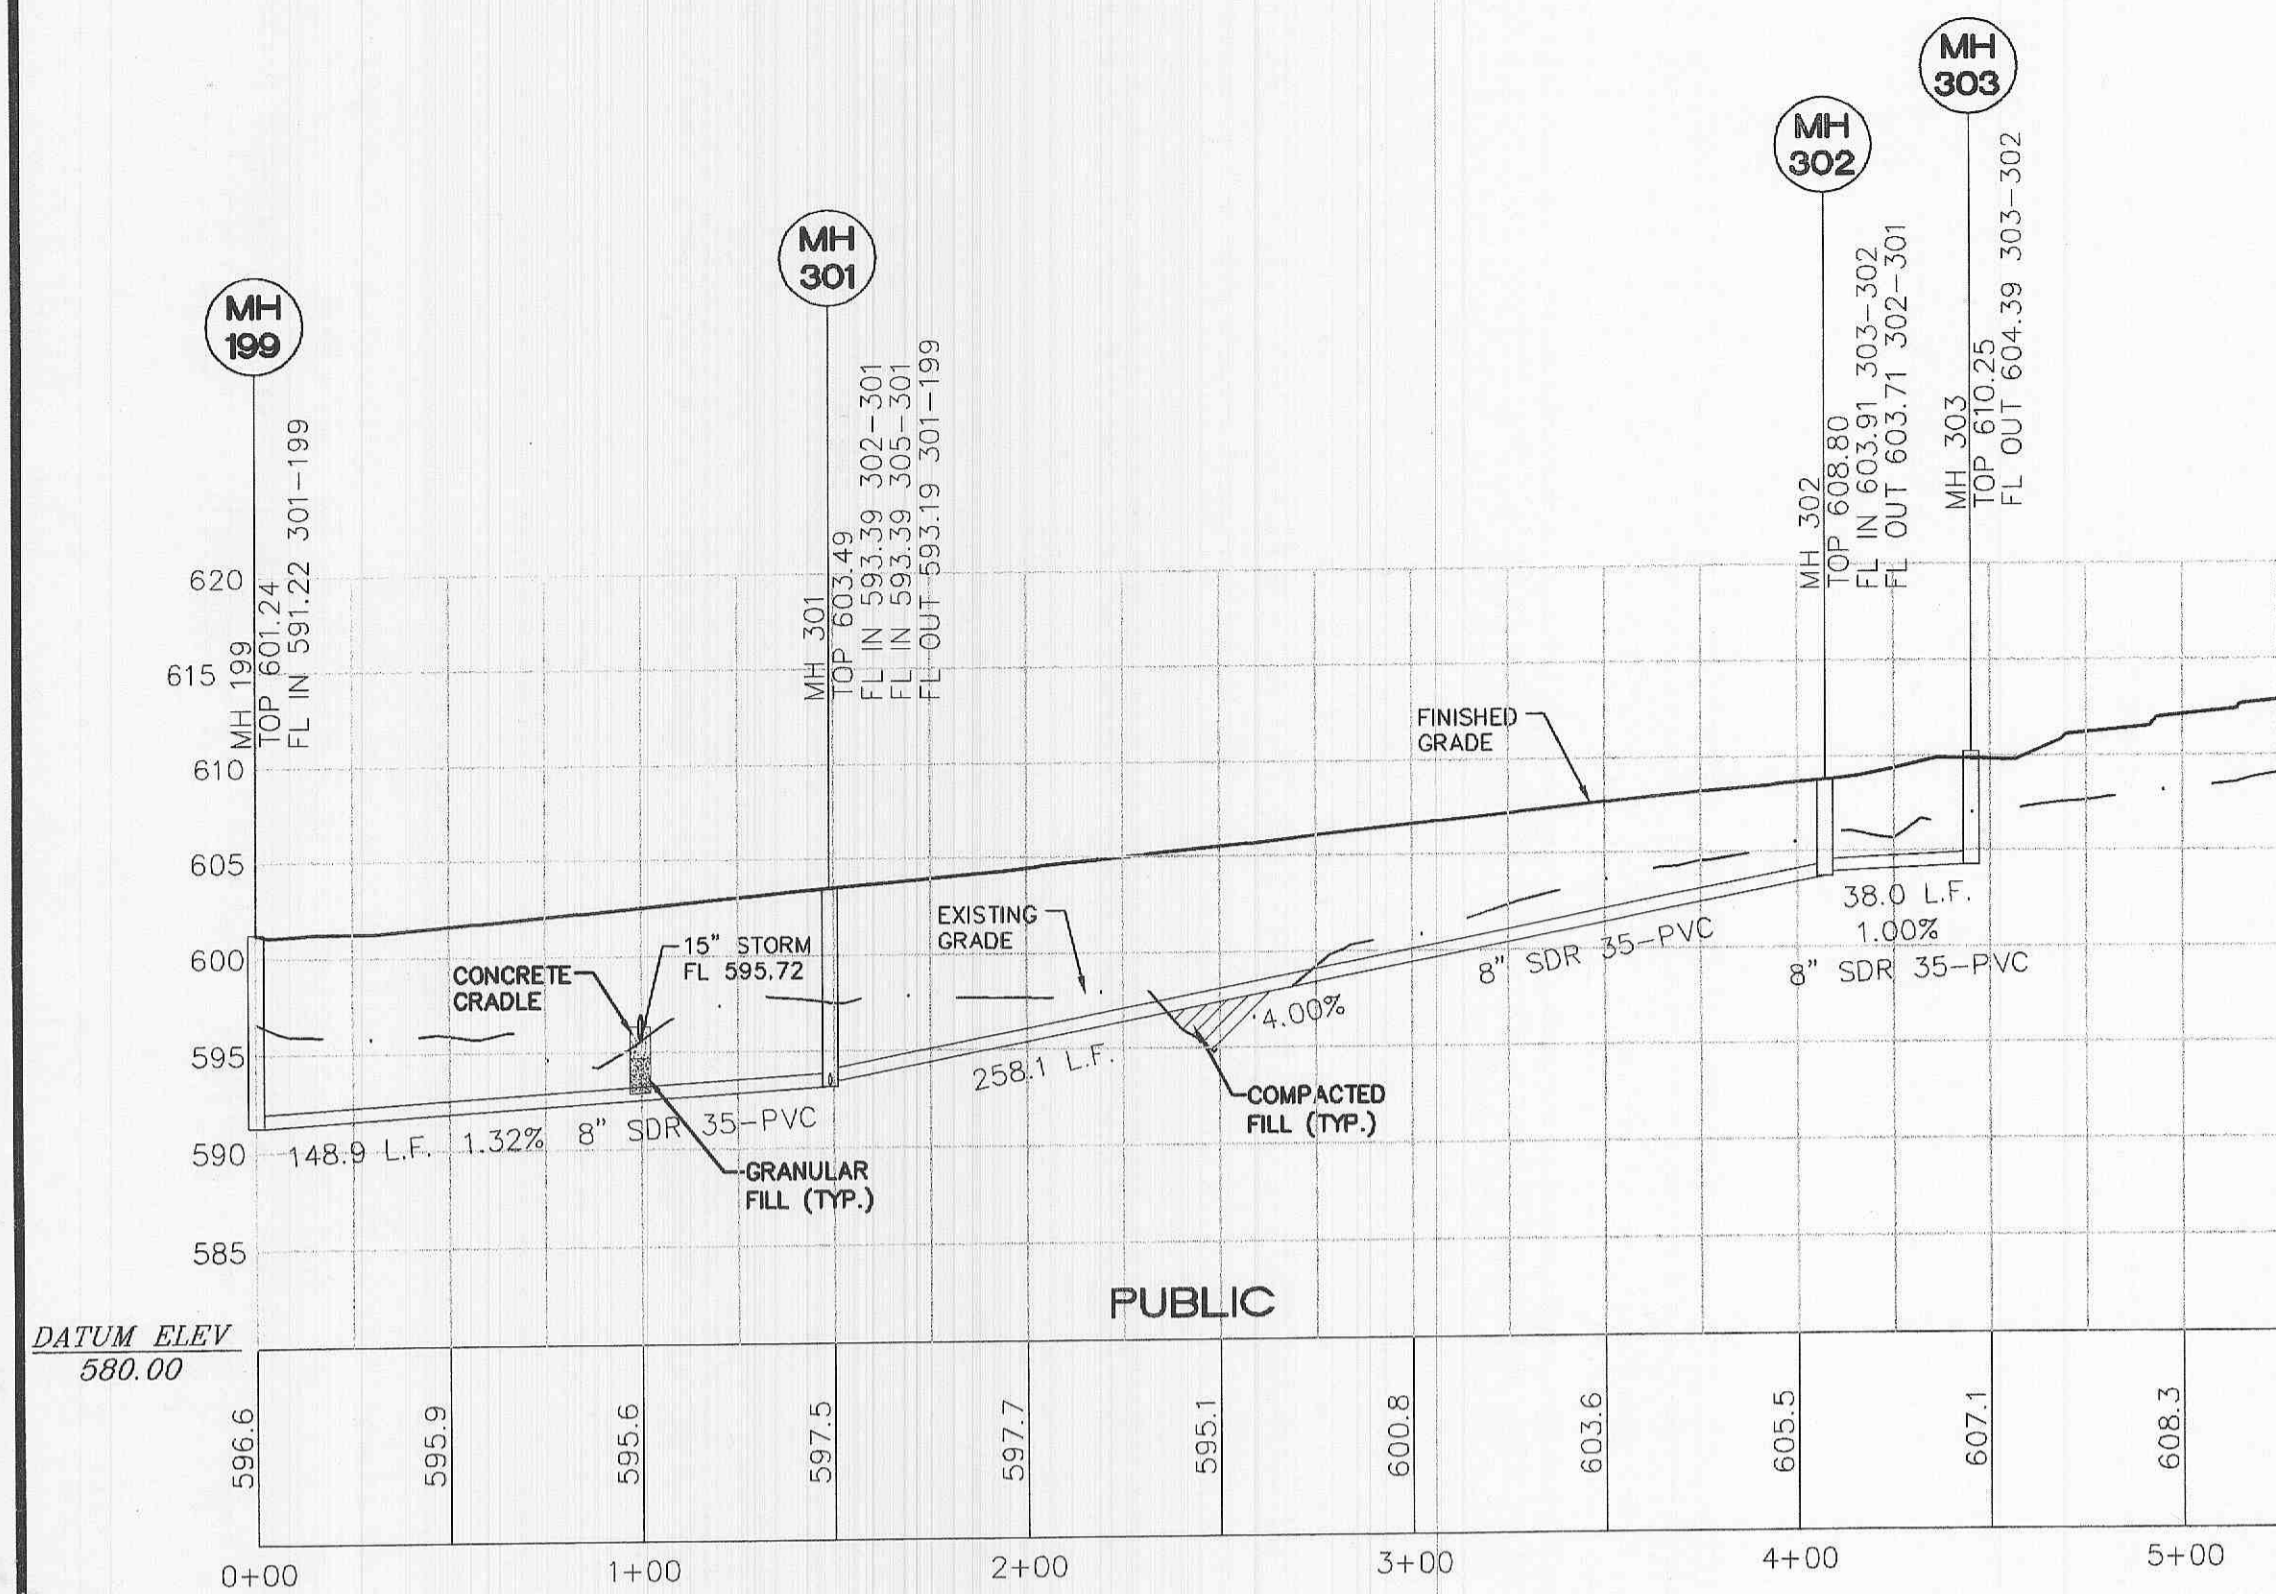 MH
303
MH
302
MH
301
MH
199
MH 199
TOP 601.24
FL IN 591.22 301-199
MH 301
TOP 603.49
FL IN 593.39 302-301
FL IN 593.39 305-301
FL OUT 593.19 301-199
MH 302
TOP 608.80
FL IN 603.91 303-302
FL OUT 603.71 302-301
MH 303
TOP 610.25
FL OUT 604.39 303-302
620
615
610
605
600
595
590
585
FINISHED
GRADE
EXISTING
GRADE
15" STORM
FL 595.72
CONCRETE
CRADLE
38.0 L.F.
1.00%
8" SDR 35-PVC
8" SDR 35-PVC
4.00%
258.1 L.F.
COMPACTED
FILL (TYP.)
148.9 L.F. 1.32% 8" SDR 35-PVC
GRANULAR
FILL (TYP.)
PUBLIC
DATUM ELEV
580.00
596.6
595.9
595.6
597.5
597.7
595.1
600.8
603.6
605.5
607.1
608.3
0+00
1+00
2+00
3+00
4+00
5+00